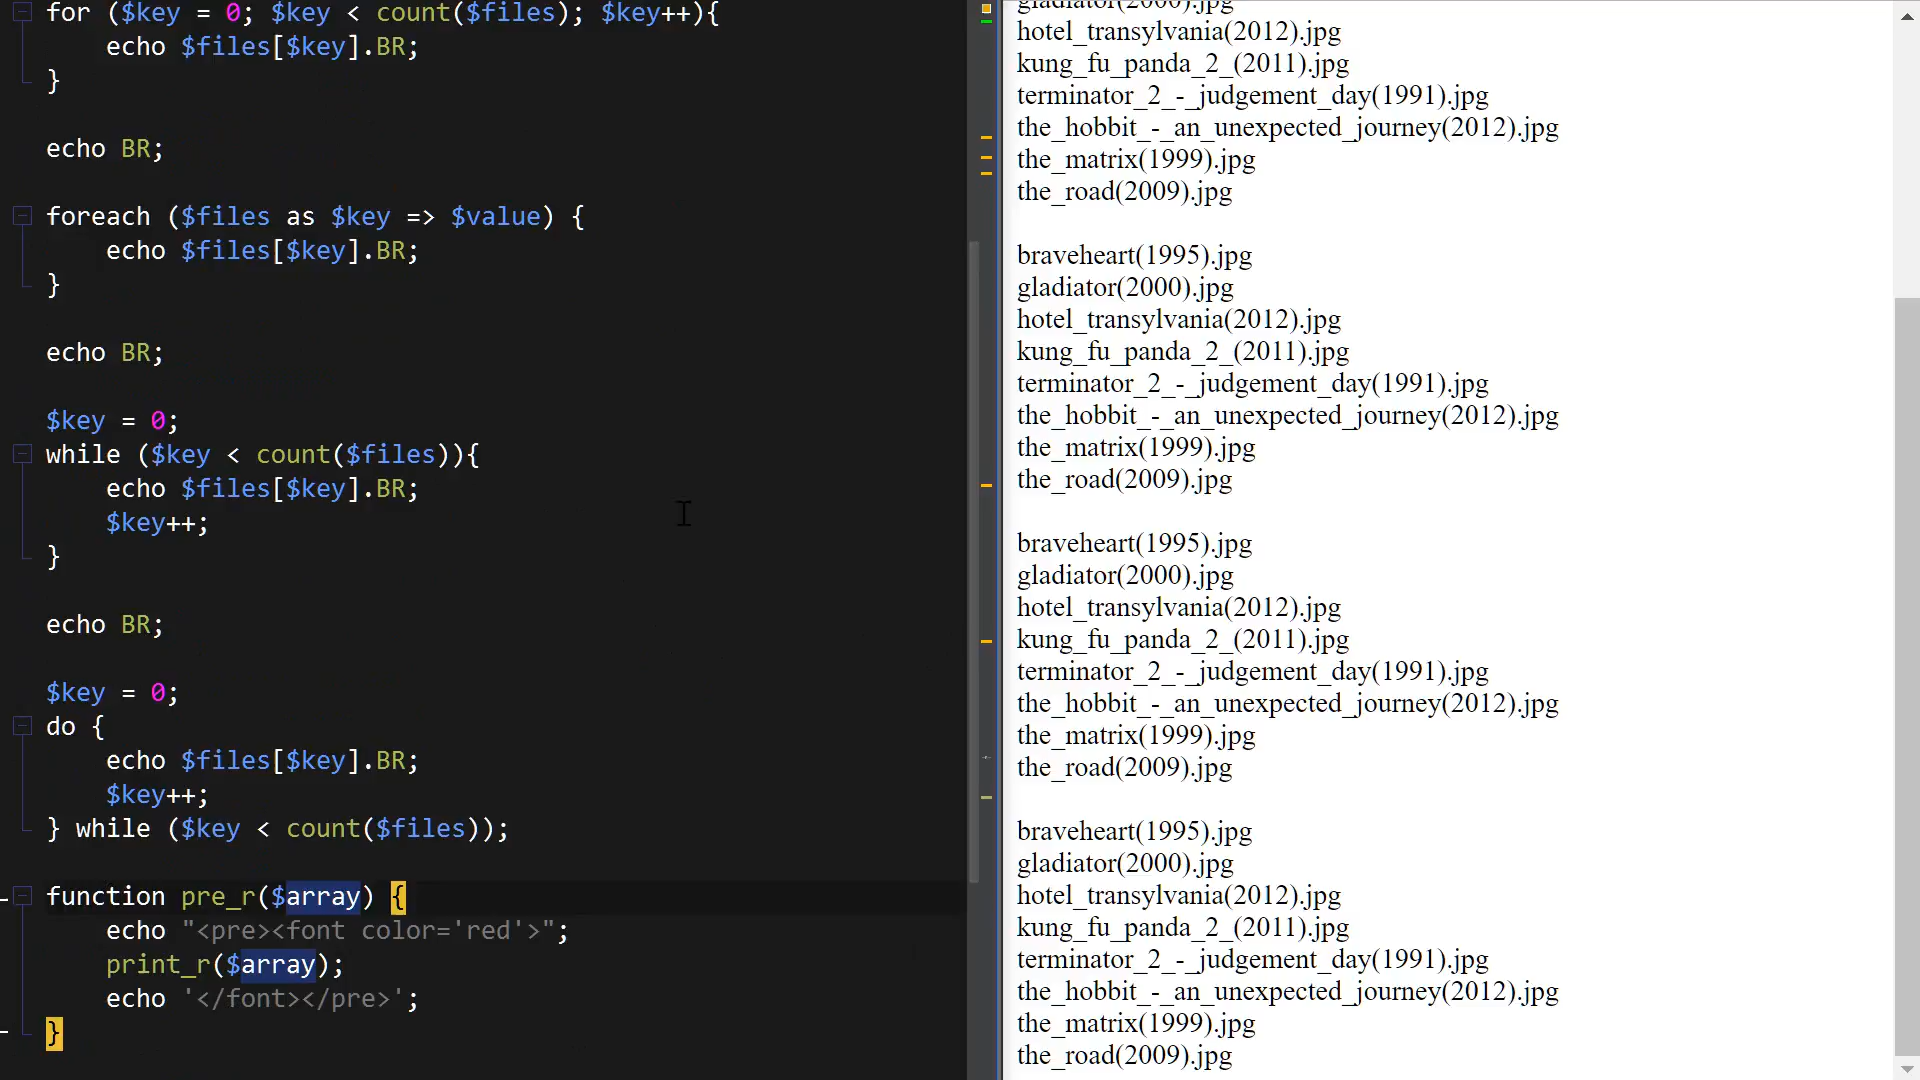 for ($key = 0; $key < count($files); $key++){
echo $files[$key].BR;
}
echo BR;
foreach ($files as $key => $value) {
echo $files[$key].BR;
}
echo BR;
$key = 0;
while ($key < count($files)){
echo $files[$key].BR;
$key++;
}
echo BR;
$key = 0;
do {
echo $files[$key].BR;
$key++;
} while ($key < count($files));
function pre_r($array) {
echo "<pre><font color='red'>";
print_r($array);
echo '</font></pre>';
}
gladiator(2000).jpg
hotel_transylvania(2012).jpg
kung_fu_panda_2_(2011).jpg
terminator_2_-_judgement_day(1991).jpg
the_hobbit_-_an_unexpected_journey(2012).jpg
the_matrix(1999).jpg
the_road(2009).jpg
braveheart(1995).jpg
gladiator(2000).jpg
hotel_transylvania(2012).jpg
kung_fu_panda_2_(2011).jpg
terminator_2_-_judgement_day(1991).jpg
the_hobbit_-_an_unexpected_journey(2012).jpg
the_matrix(1999).jpg
the_road(2009).jpg
braveheart(1995).jpg
gladiator(2000).jpg
hotel_transylvania(2012).jpg
kung_fu_panda_2_(2011).jpg
terminator_2_-_judgement_day(1991).jpg
the_hobbit_-_an_unexpected_journey(2012).jpg
the_matrix(1999).jpg
the_road(2009).jpg
braveheart(1995).jpg
gladiator(2000).jpg
hotel_transylvania(2012).jpg
kung_fu_panda_2_(2011).jpg
terminator_2_-_judgement_day(1991).jpg
the_hobbit_-_an_unexpected_journey(2012).jpg
the_matrix(1999).jpg
the_road(2009).jpg